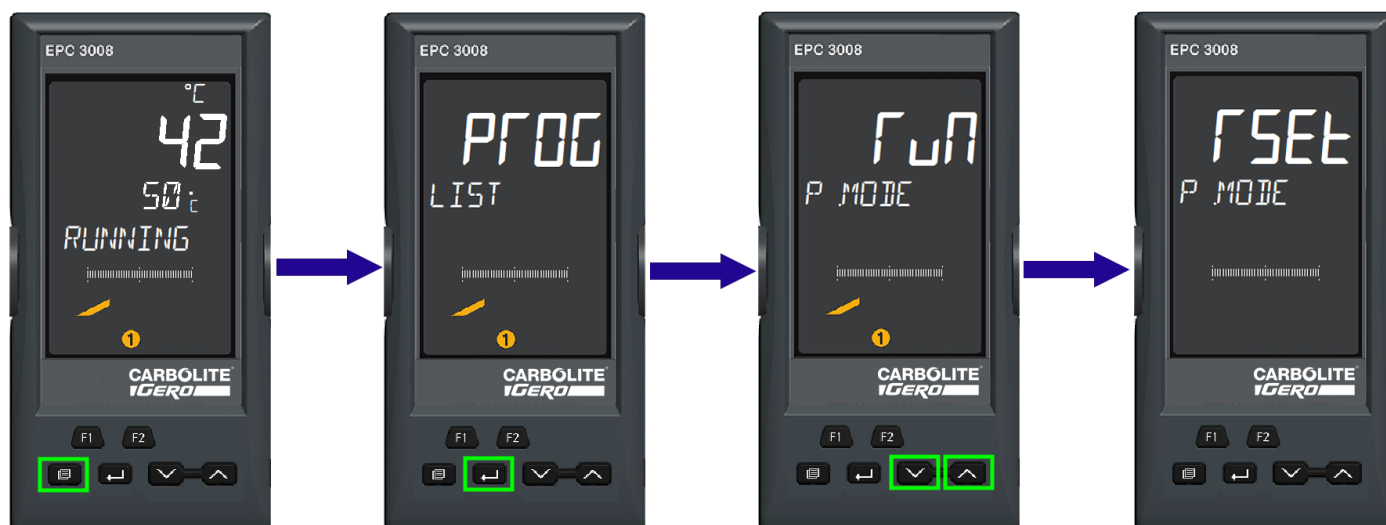 EPC 3008
°C
42
50 °C
RUNNING
1
CARBOLITE
GERO
F1 F2
EPC 3008
PrOG
LIST
1
CARBOLITE
GERO
F1 F2
EPC 3008
run
P.MODE
1
CARBOLITE
GERO
F1 F2
EPC 3008
rSEt
P.MODE
CARBOLITE
GERO
F1 F2